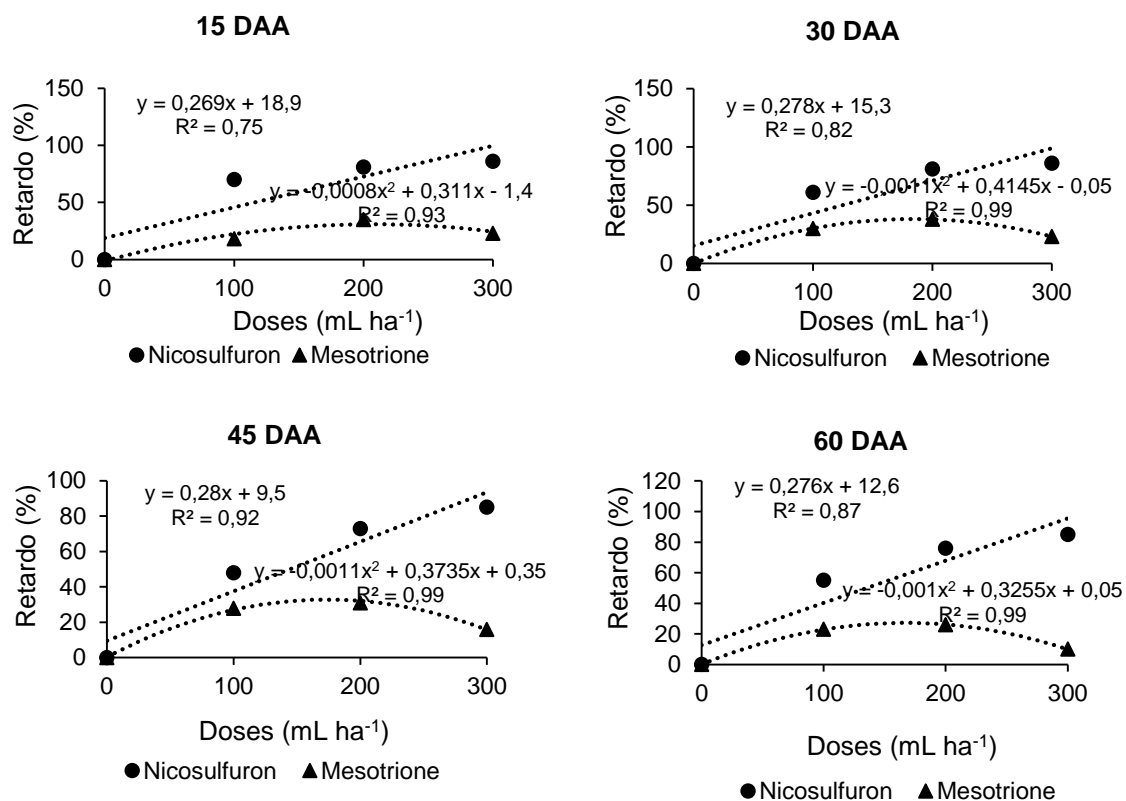 15 DAA
150
100
50
0
Retardo (%)
y = 0,269x + 18,9
R² = 0,75
y = -0,0008x² + 0,311x - 1,4
R² = 0,93
0 100 200 300
Doses (mL ha⁻¹)
Nicosulfuron Mesotrione
30 DAA
150
100
50
0
Retardo (%)
y = 0,278x + 15,3
R² = 0,82
y = -0,0011x² + 0,4145x - 0,05
R² = 0,99
0 100 200 300
Doses (mL ha⁻¹)
Nicosulfuron Mesotrione
45 DAA
100
80
60
40
20
0
Retardo (%)
y = 0,28x + 9,5
R² = 0,92
y = -0,0011x² + 0,3735x + 0,35
R² = 0,99
0 100 200 300
Doses (mL ha⁻¹)
Nicosulfuron Mesotrione
60 DAA
120
100
80
60
40
20
0
Retardo (%)
y = 0,276x + 12,6
R² = 0,87
y = -0,001x² + 0,3255x + 0,05
R² = 0,99
0 100 200 300
Doses (mL ha⁻¹)
Nicosulfuron Mesotrione